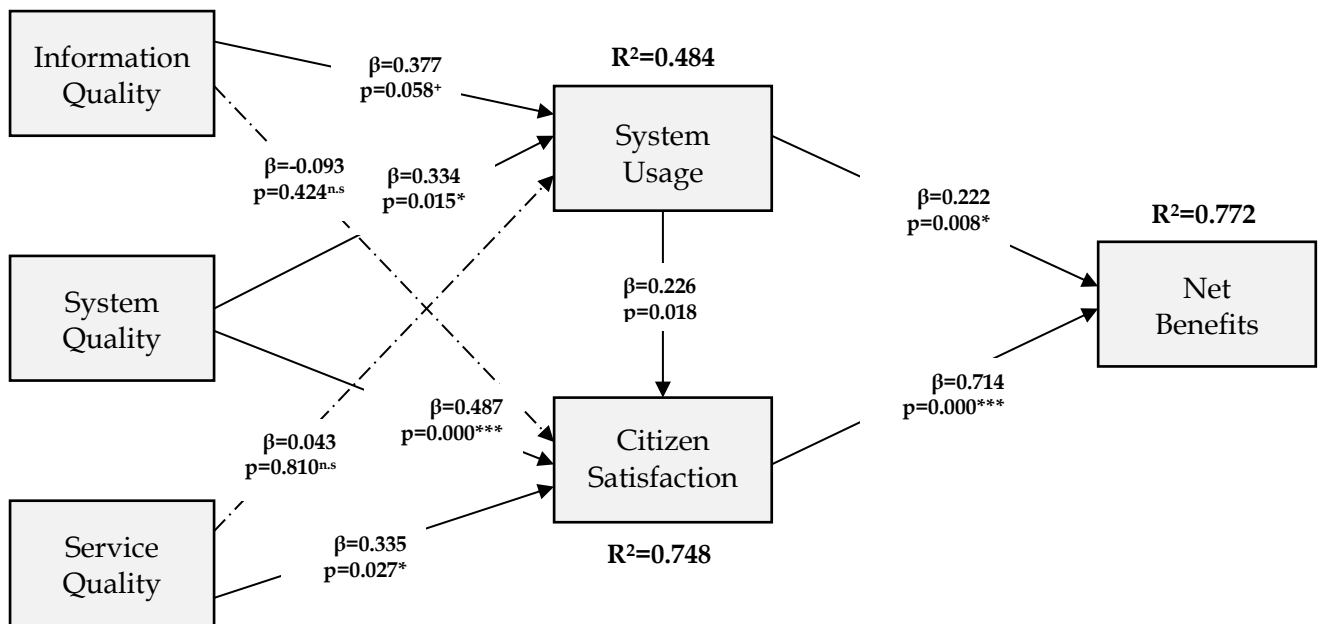 Information
Quality
β=0.377
p=0.058⁺
R²=0.484
System
Usage
β=-0.093
p=0.424ⁿ·ˢ
β=0.334
p=0.015*
β=0.222
p=0.008*
R²=0.772
System
Quality
β=0.226
p=0.018
Net
Benefits
β=0.487
p=0.000***
β=0.714
p=0.000***
β=0.043
p=0.810ⁿ·ˢ
Citizen
Satisfaction
Service
Quality
β=0.335
p=0.027*
R²=0.748